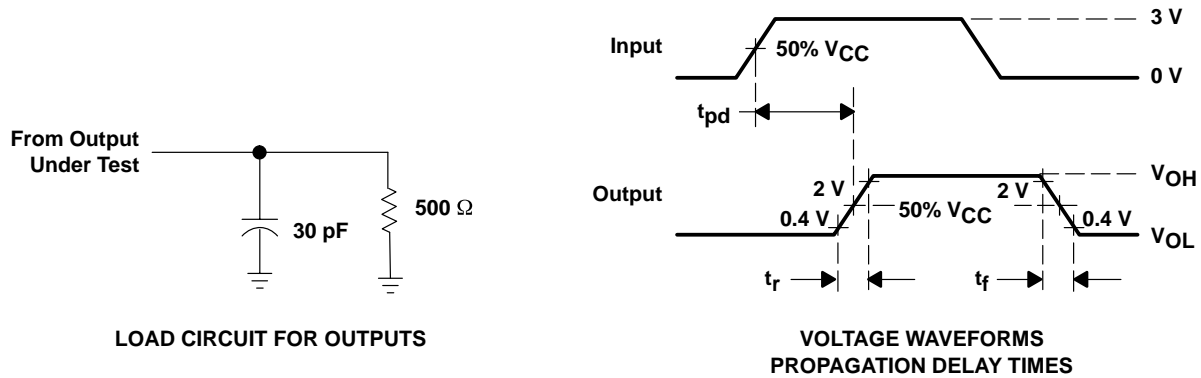 From Output
Under Test
30 pF
500 Ω
LOAD CIRCUIT FOR OUTPUTS
Input
50% VCC
3 V
0 V
tpd
Output
2 V
0.4 V
50% VCC
2 V
0.4 V
VOH
VOL
tr
tf
VOLTAGE WAVEFORMS
PROPAGATION DELAY TIMES